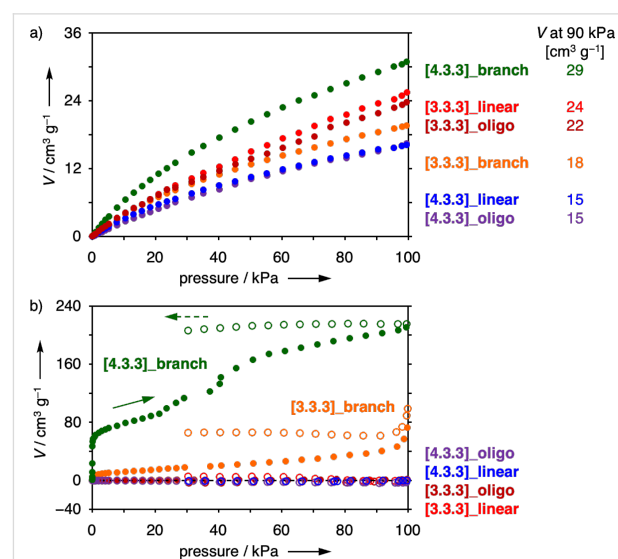 a)
36
24
12
0
V / cm³ g⁻¹
0
20
40
60
80
100
pressure / kPa
V at 90 kPa
[cm³ g⁻¹]
[4.3.3]_branch 29
[3.3.3]_linear 24
[3.3.3]_oligo 22
[3.3.3]_branch 18
[4.3.3]_linear 15
[4.3.3]_oligo 15
b)
240
160
80
0
−40
V / cm³ g⁻¹
[4.3.3]_branch
[3.3.3]_branch
[4.3.3]_oligo
[4.3.3]_linear
[3.3.3]_oligo
[3.3.3]_linear
0
20
40
60
80
100
pressure / kPa